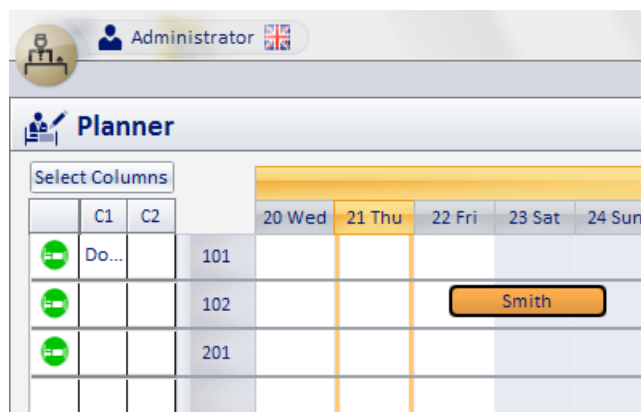 Administrator
Planner
Select Columns
C1 C2 20 Wed 21 Thu 22 Fri 23 Sat 24 Sun
Do... 101
102 Smith
201